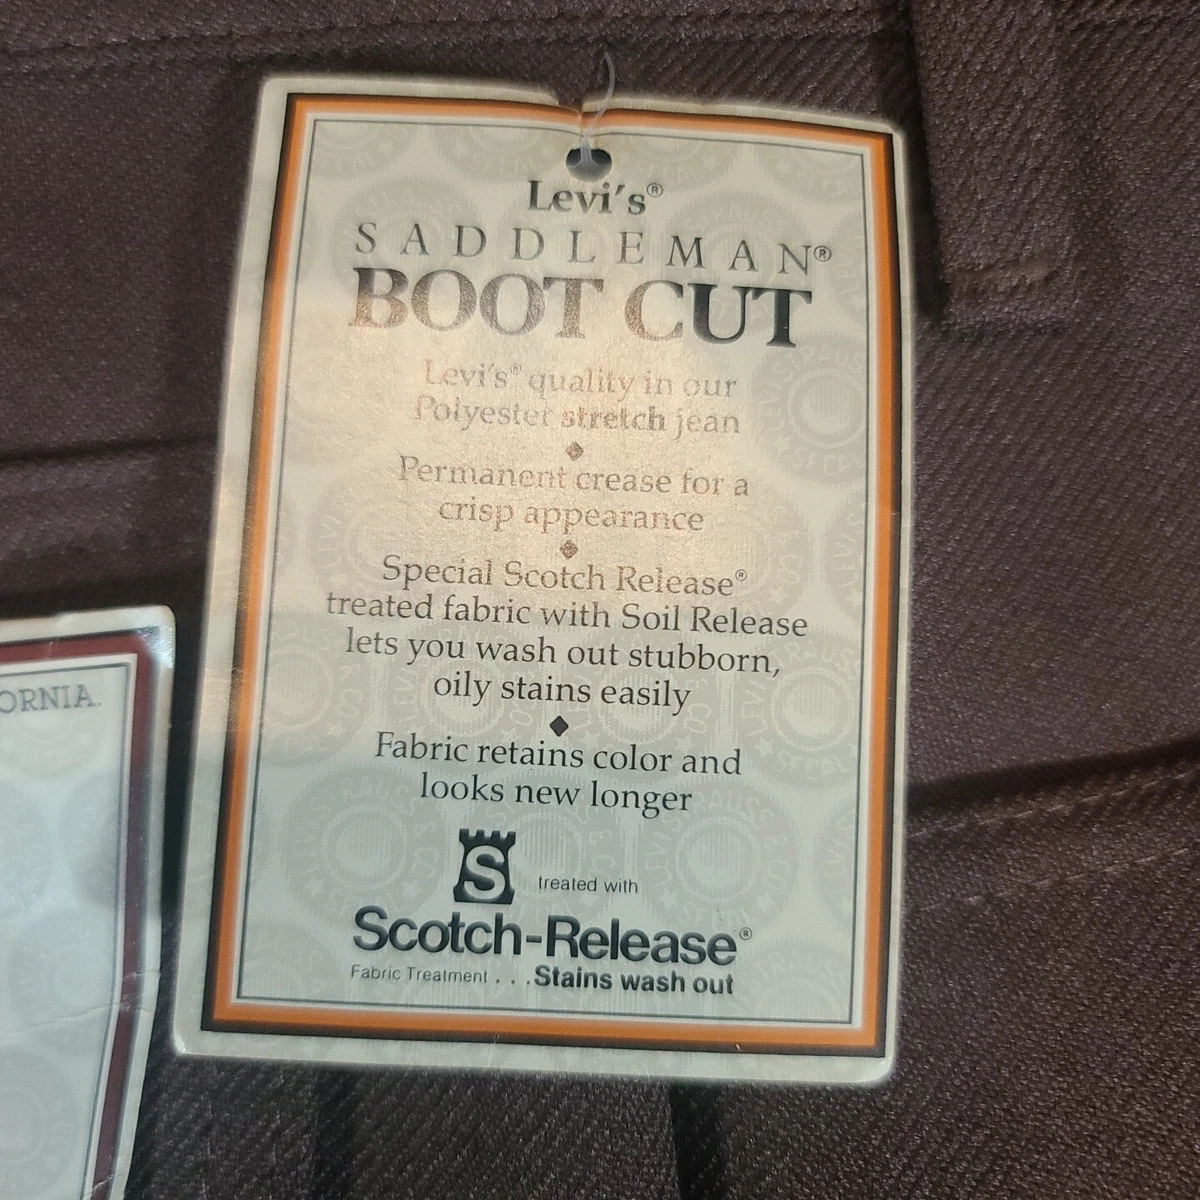 Levi's®
SADDLEMAN®
BOOT CUT
Levi's® quality in our
Polyester stretch jean
Permanent crease for a
crisp appearance
Special Scotch Release®
treated fabric with Soil Release
lets you wash out stubborn,
oily stains easily
Fabric retains color and
looks new longer
S treated with
Scotch-Release®
Fabric Treatment . . . Stains wash out
ORNIA.